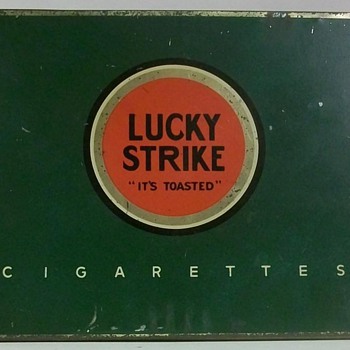 LUCKY
STRIKE
"IT'S TOASTED"
CIGARETTES